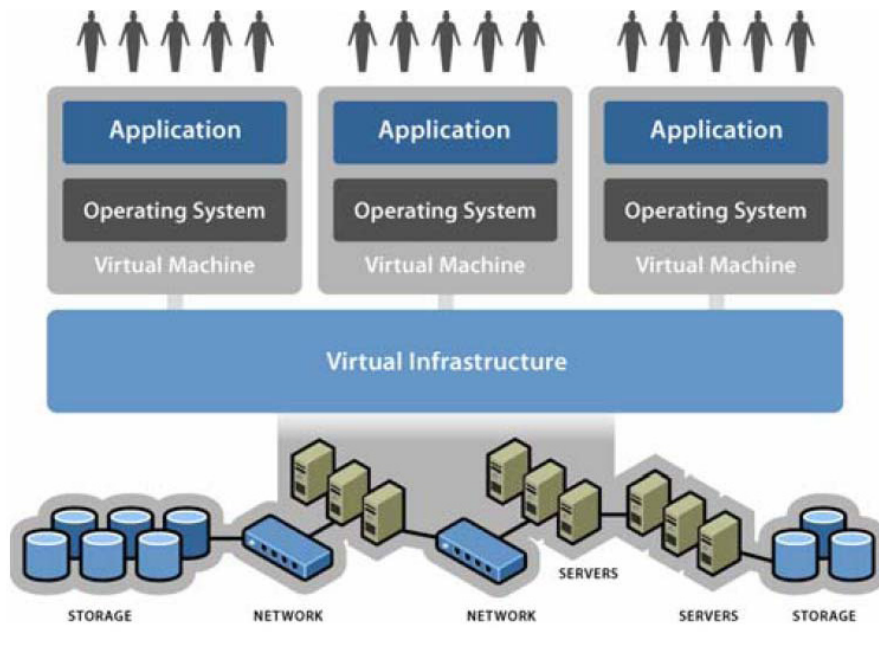 Application
Application
Application
Operating System
Operating System
Operating System
Virtual Machine
Virtual Machine
Virtual Machine
Virtual Infrastructure
SERVERS
STORAGE
NETWORK
NETWORK
SERVERS
STORAGE